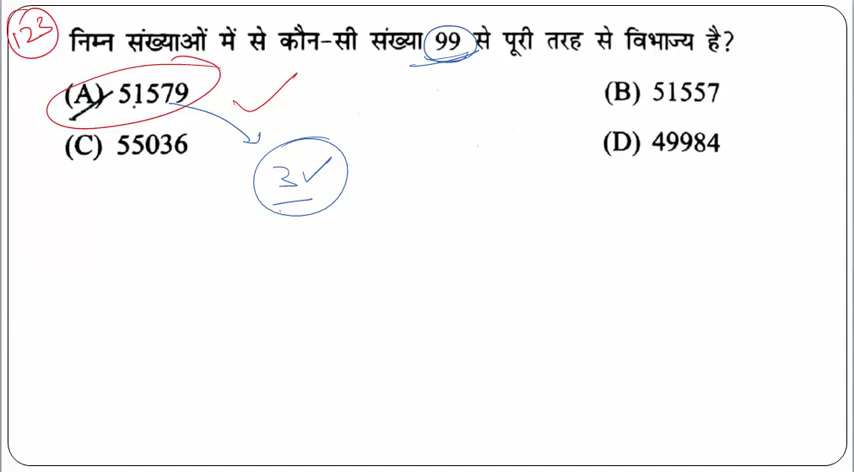 123
निम्न संख्याओं में से कौन-सी संख्या 99 से पूरी तरह से विभाज्य है?
(A) 51579 (B) 51557
(C) 55036 (D) 49984
3